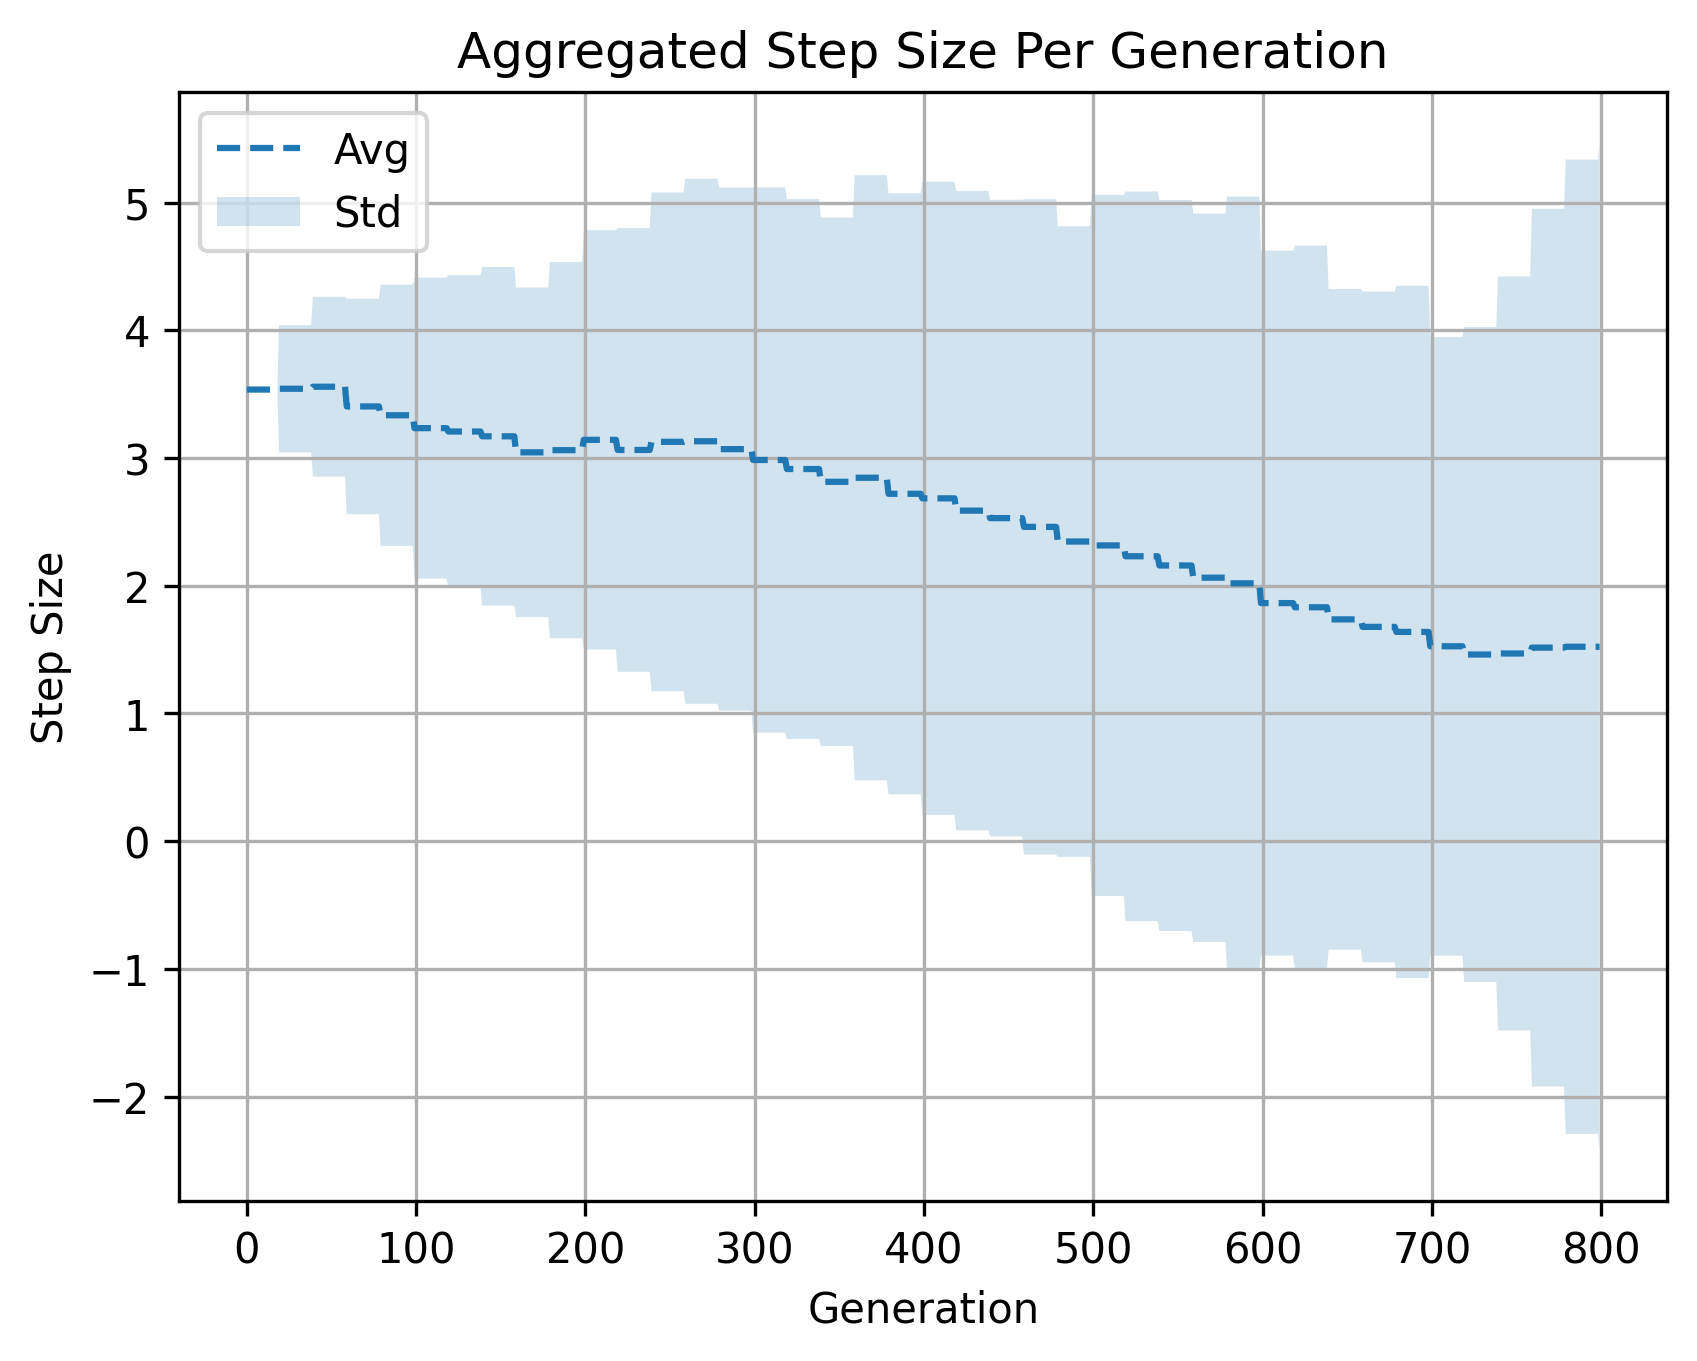 Aggregated Step Size Per Generation
Avg
Std
5
4
3
2
1
0
−1
−2
Step Size
0 100 200 300 400 500 600 700 800
Generation